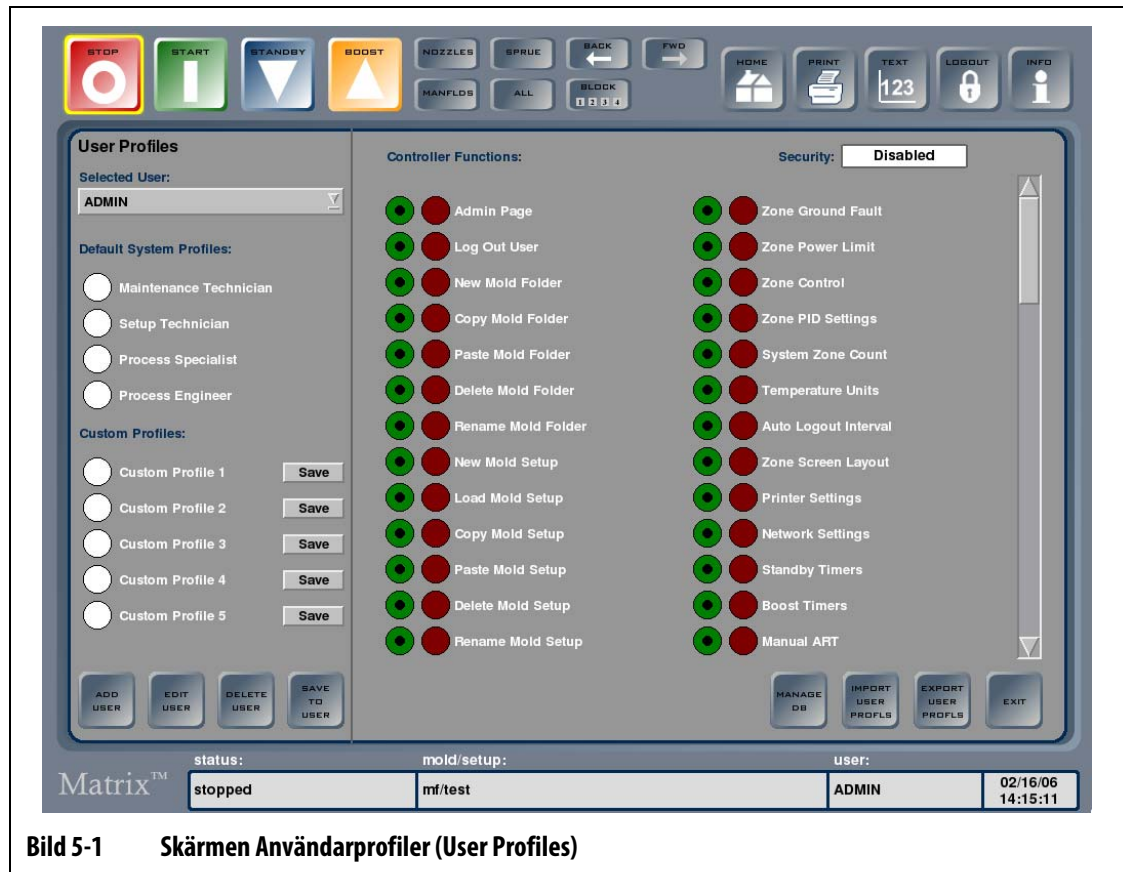 STOP
START
STANDBY
BOOST
NOZZLES
SPRUE
BACK
FWD
MANFLDS
ALL
BLOCK
1 2 3 4
HOME
PRINT
TEXT
123
LOGOUT
INFO
User Profiles
Selected User:
ADMIN
Default System Profiles:
Maintenance Technician
Setup Technician
Process Specialist
Process Engineer
Custom Profiles:
Custom Profile 1 Save
Custom Profile 2 Save
Custom Profile 3 Save
Custom Profile 4 Save
Custom Profile 5 Save
ADD USER
EDIT USER
DELETE USER
SAVE TO USER
Controller Functions:
Security: Disabled
Admin Page
Log Out User
New Mold Folder
Copy Mold Folder
Paste Mold Folder
Delete Mold Folder
Rename Mold Folder
New Mold Setup
Load Mold Setup
Copy Mold Setup
Paste Mold Setup
Delete Mold Setup
Rename Mold Setup
Zone Ground Fault
Zone Power Limit
Zone Control
Zone PID Settings
System Zone Count
Temperature Units
Auto Logout Interval
Zone Screen Layout
Printer Settings
Network Settings
Standby Timers
Boost Timers
Manual ART
MANAGE DB
IMPORT USER PROFLS
EXPORT USER PROFLS
EXIT
Matrix™
status:
stopped
mold/setup:
mf/test
user:
ADMIN
02/16/06
14:15:11
Bild 5-1 Skärmen Användarprofiler (User Profiles)